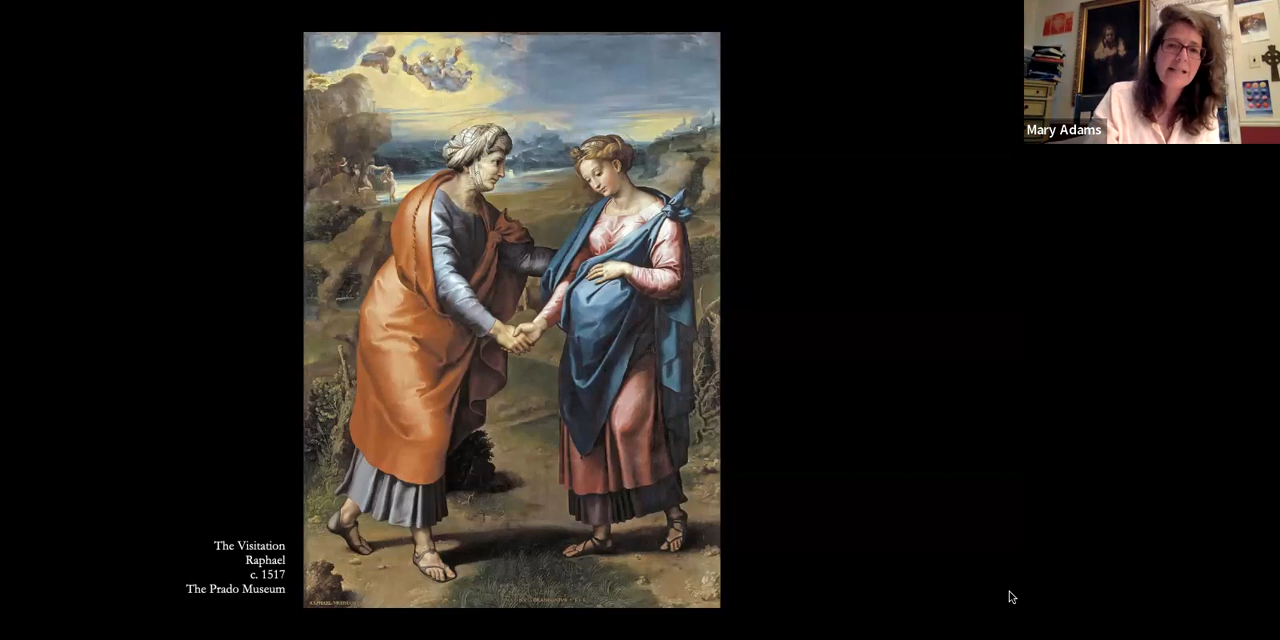 Mary Adams
The Visitation
Raphael
c. 1517
The Prado Museum